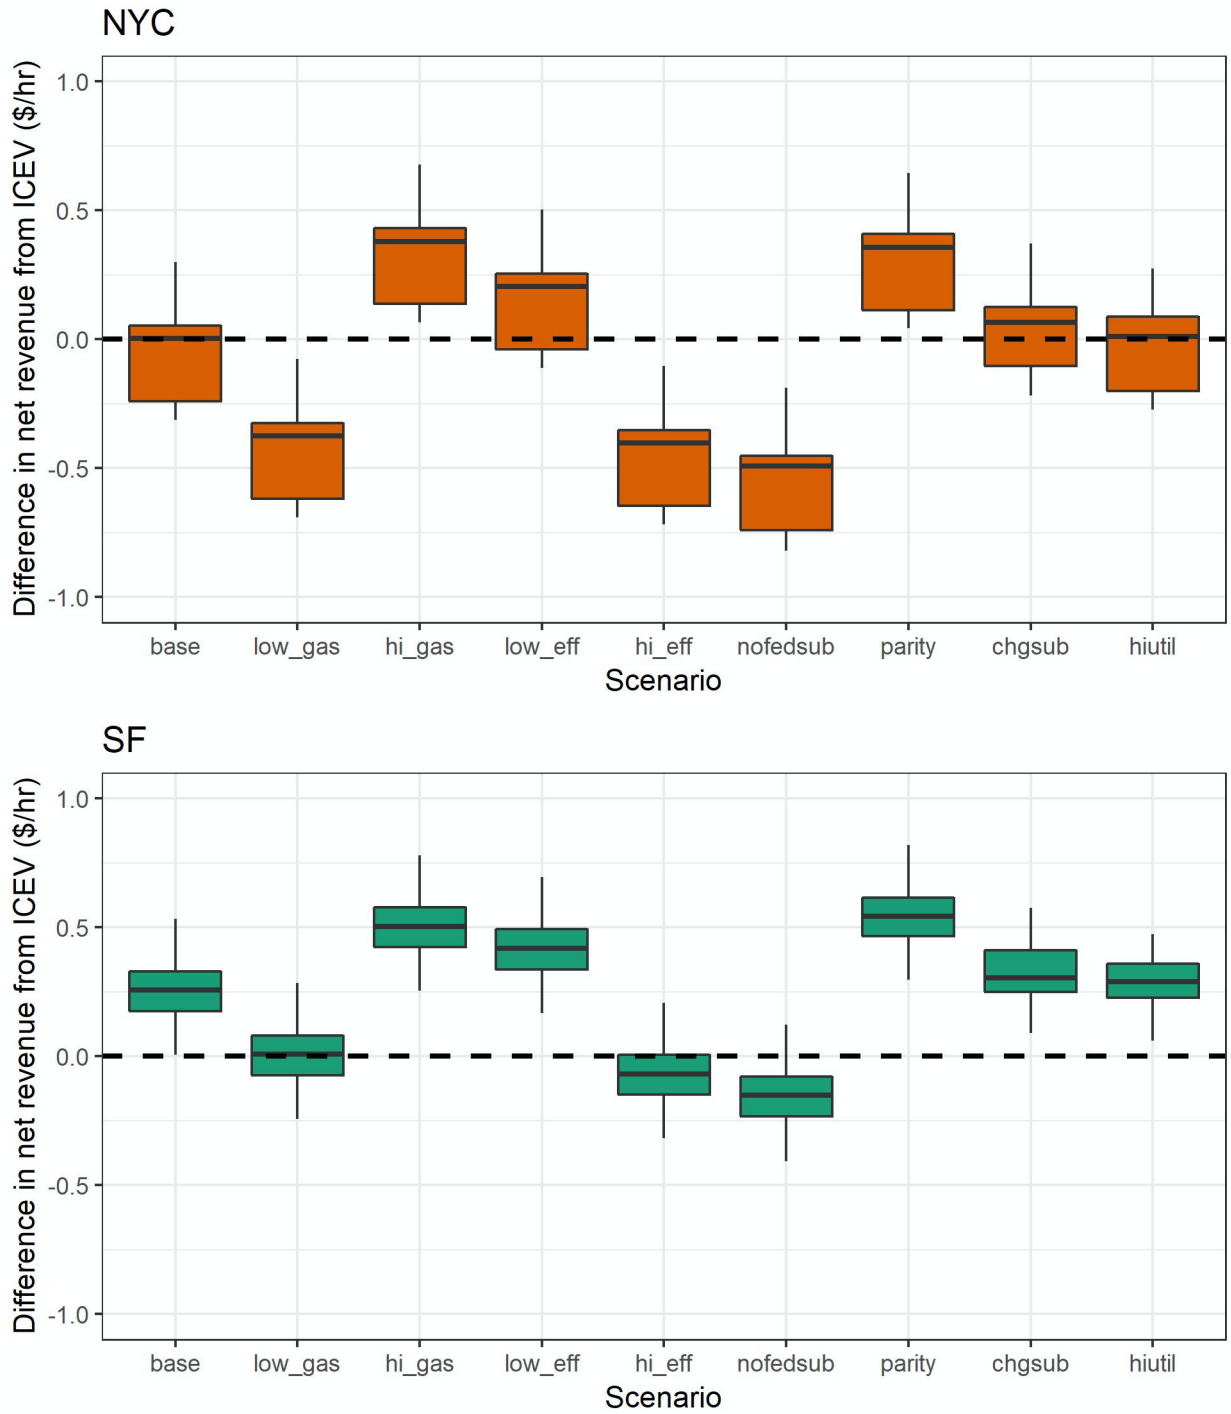 NYC
Difference in net revenue from ICEV ($/hr)
1.0
0.5
0.0
-0.5
-1.0
base low_gas hi_gas low_eff hi_eff nofedsub parity chgsub hiutil
Scenario
SF
Difference in net revenue from ICEV ($/hr)
1.0
0.5
0.0
-0.5
-1.0
base low_gas hi_gas low_eff hi_eff nofedsub parity chgsub hiutil
Scenario